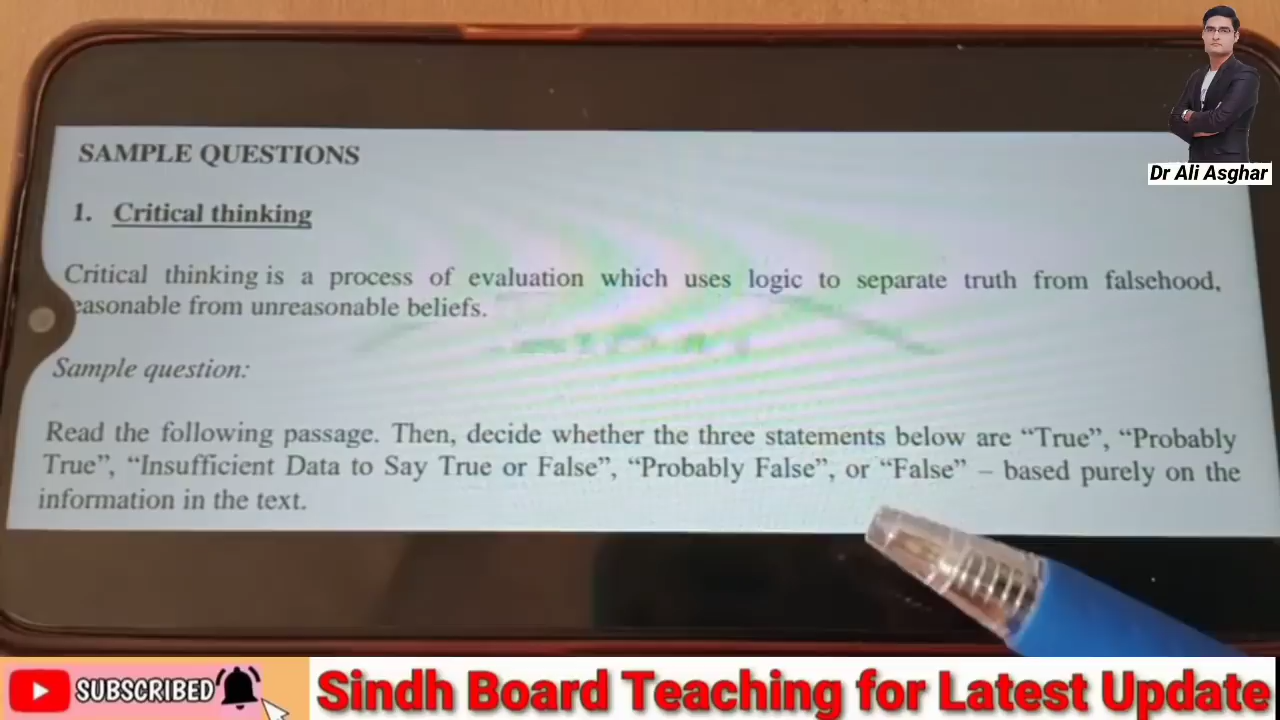 SAMPLE QUESTIONS
1. Critical thinking
Critical thinking is a process of evaluation which uses logic to separate truth from falsehood,
easonable from unreasonable beliefs.
Sample question:
Read the following passage. Then, decide whether the three statements below are “True”, “Probably
True”, “Insufficient Data to Say True or False”, “Probably False”, or “False” – based purely on the
information in the text.
Dr Ali Asghar
SUBSCRIBED
Sindh Board Teaching for Latest Update